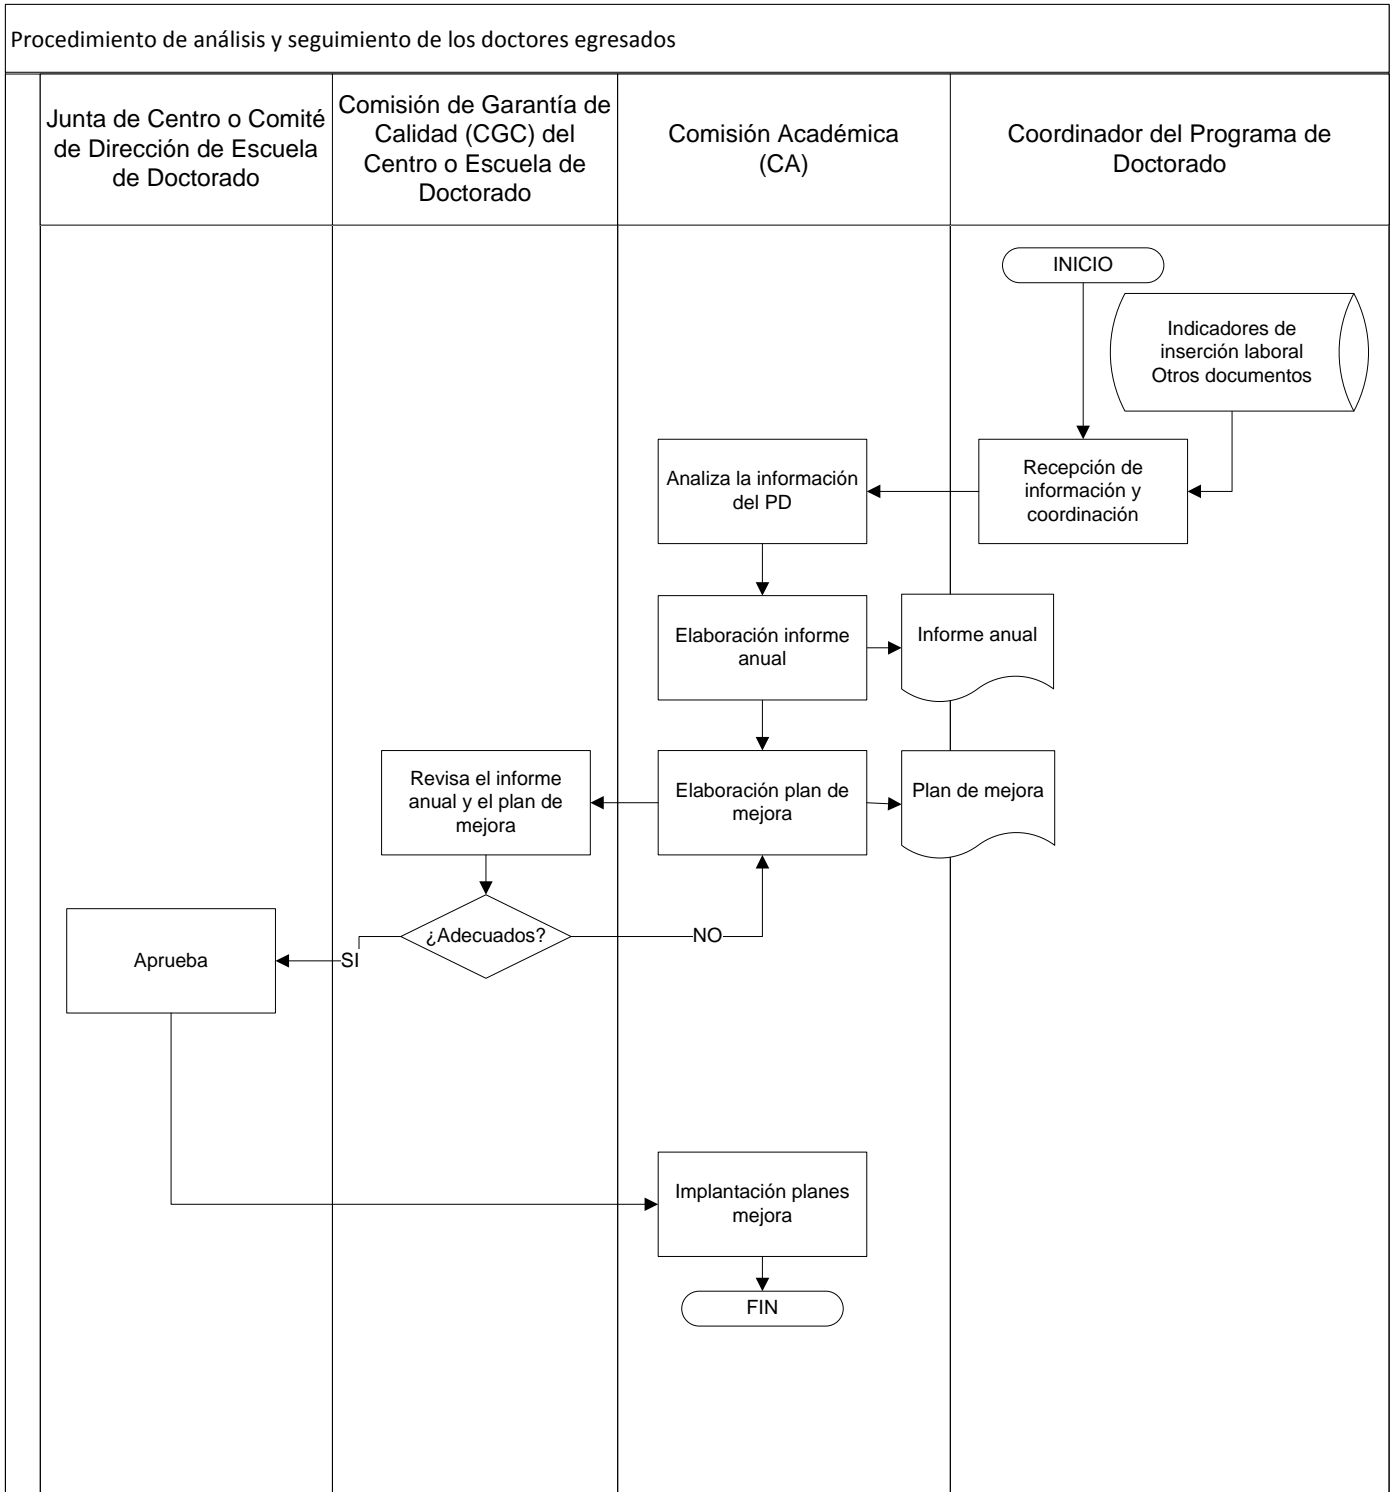 Procedimiento de análisis y seguimiento de los doctores egresados
Junta de Centro o Comité
de Dirección de Escuela
de Doctorado
Comisión de Garantía de
Calidad (CGC) del
Centro o Escuela de
Doctorado
Comisión Académica
(CA)
Coordinador del Programa de
Doctorado
INICIO
Indicadores de
inserción laboral
Otros documentos
Recepción de
información y
coordinación
Analiza la información
del PD
Elaboración informe
anual
Informe anual
Elaboración plan de
mejora
Plan de mejora
Revisa el informe
anual y el plan de
mejora
¿Adecuados?
NO
SI
Aprueba
Implantación planes
mejora
FIN